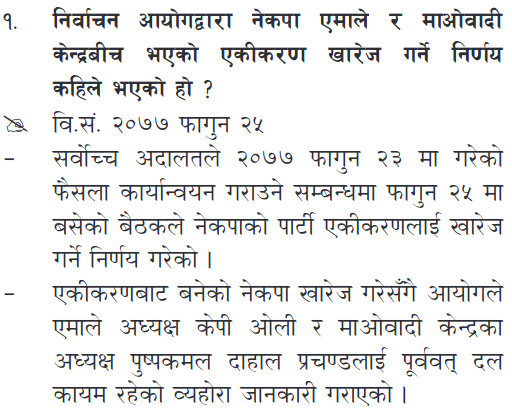 १. निर्वाचन आयोगद्वारा नेकपा एमाले र माओवादी
केन्द्रबीच भएको एकीकरण खारेज गर्ने निर्णय
कहिले भएको हो ?
वि.सं. २०७७ फागुन २५
– सर्वोच्च अदालतले २०७७ फागुन २३ मा गरेको
फैसला कार्यान्वयन गराउने सम्बन्धमा फागुन २५ मा
बसेको बैठकले नेकपाको पार्टी एकीकरणलाई खारेज
गर्ने निर्णय गरेको ।
– एकीकरणबाट बनेको नेकपा खारेज गरेसँगै आयोगले
एमाले अध्यक्ष केपी ओली र माओवादी केन्द्रका
अध्यक्ष पुष्पकमल दाहाल प्रचण्डलाई पूर्ववत् दल
कायम रहेको व्यहोरा जानकारी गराएको ।